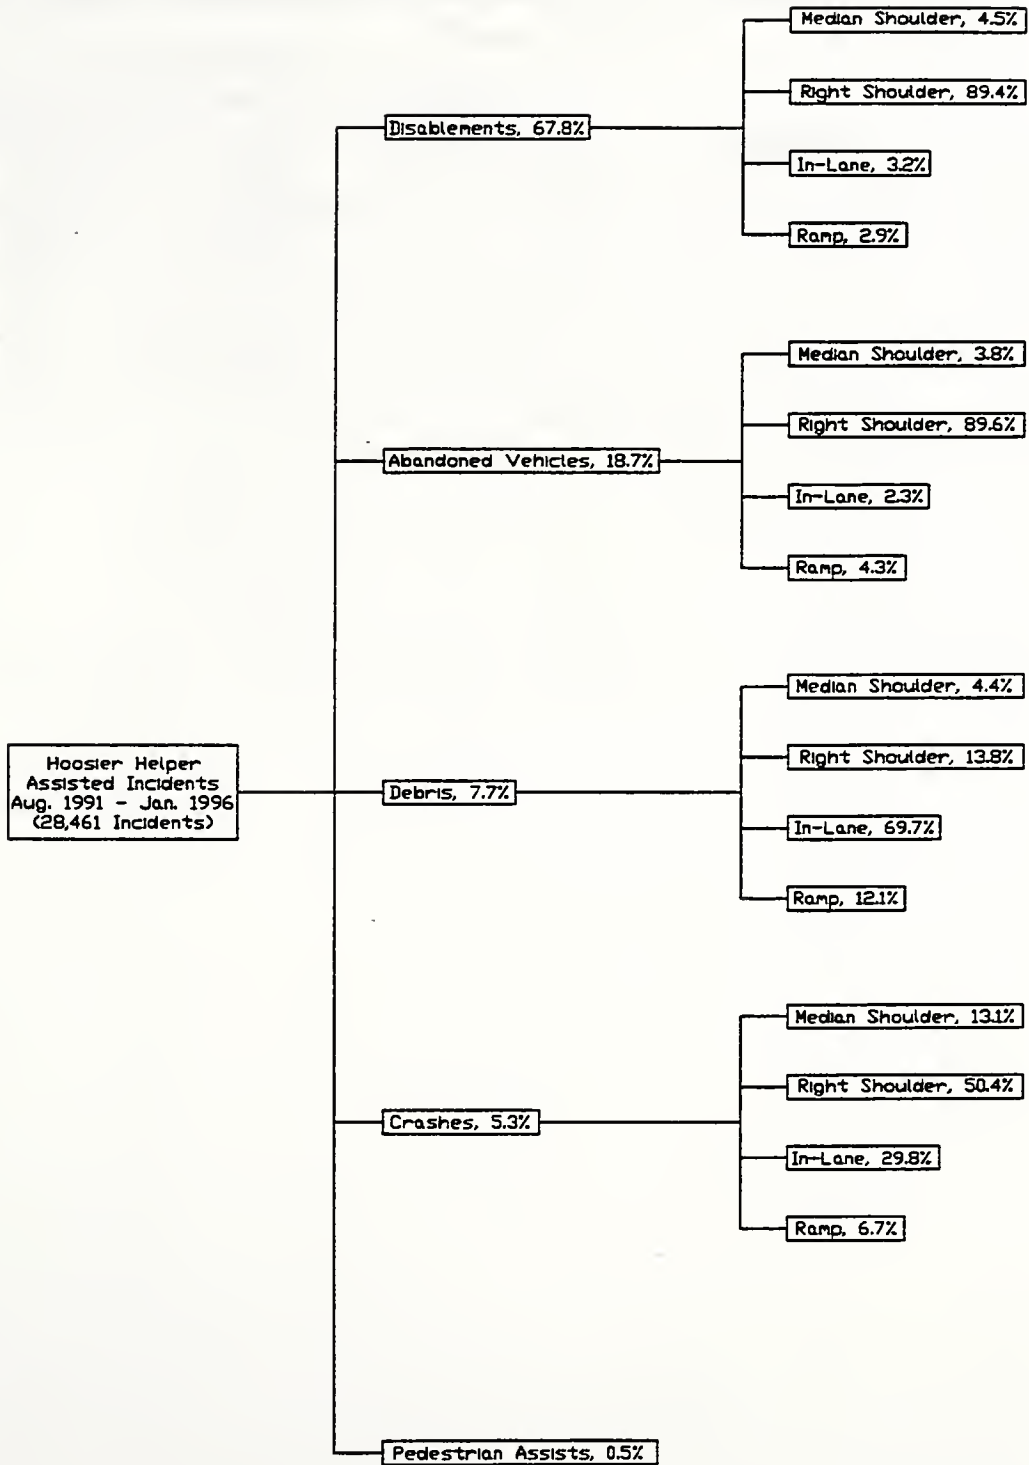 Hoosier Helper
Assisted Incidents
Aug. 1991 - Jan. 1996
(28,461 Incidents)
Disablements, 67.8%
Median Shoulder, 4.5%
Right Shoulder, 89.4%
In-Lane, 3.2%
Ramp, 2.9%
Abandoned Vehicles, 18.7%
Median Shoulder, 3.8%
Right Shoulder, 89.6%
In-Lane, 2.3%
Ramp, 4.3%
Debris, 7.7%
Median Shoulder, 4.4%
Right Shoulder, 13.8%
In-Lane, 69.7%
Ramp, 12.1%
Crashes, 5.3%
Median Shoulder, 13.1%
Right Shoulder, 50.4%
In-Lane, 29.8%
Ramp, 6.7%
Pedestrian Assists, 0.5%